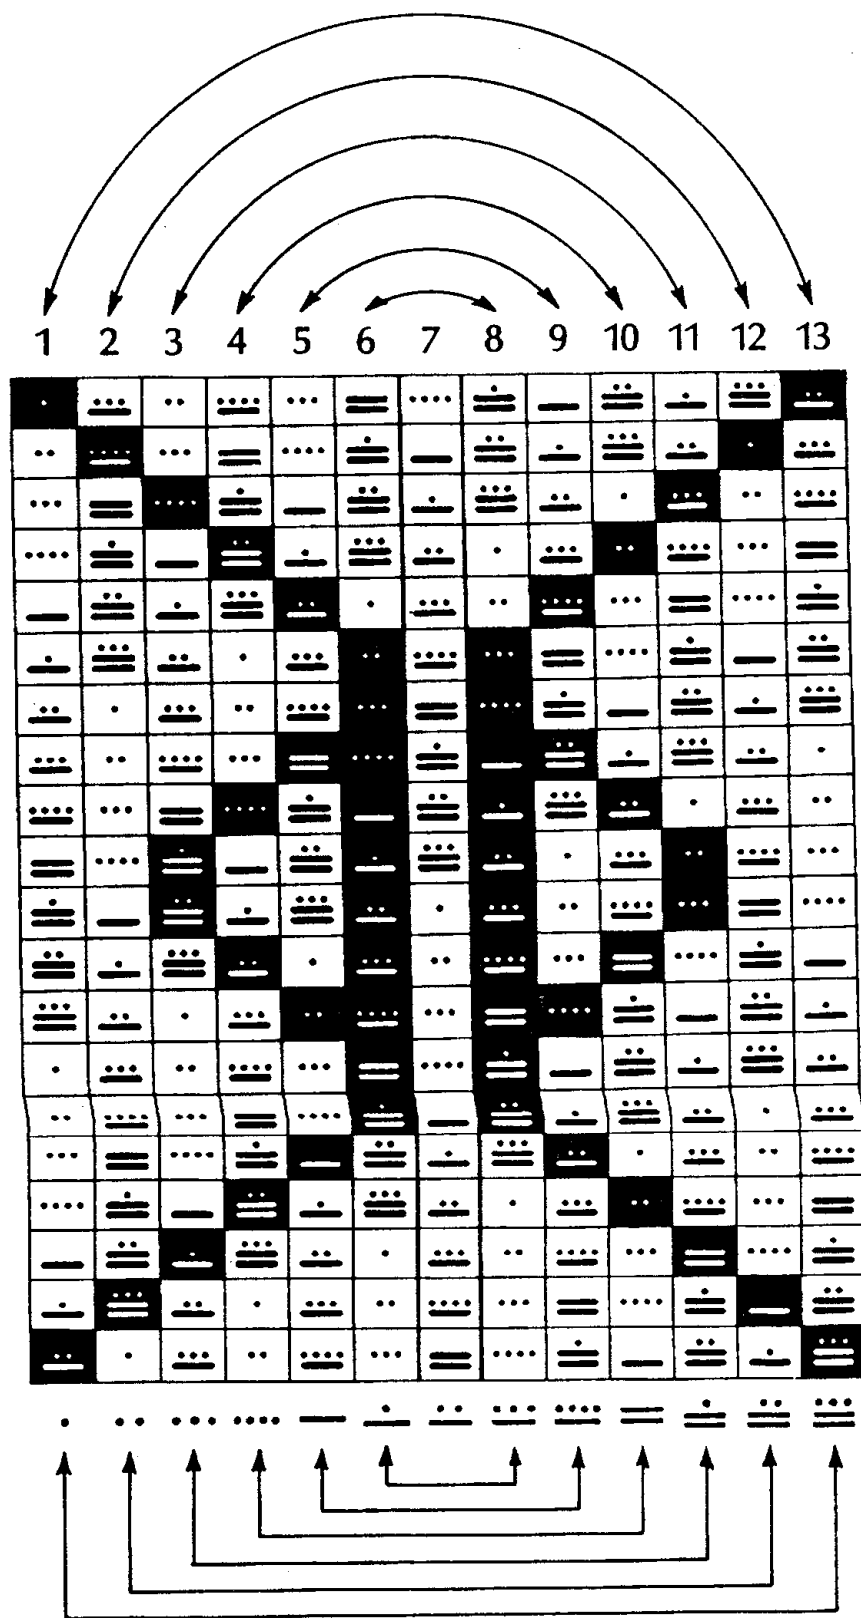 1 2 3 4 5 6 7 8 9 10 11 12 13
𝋡 𝋨 𝋢 𝋩 𝋣 𝋪 𝋤 𝋫 𝋥 𝋬 𝋦 𝋭 𝋧
𝋢 𝋩 𝋣 𝋪 𝋤 𝋫 𝋥 𝋬 𝋦 𝋭 𝋧 𝋡 𝋨
𝋣 𝋪 𝋤 𝋫 𝋥 𝋬 𝋦 𝋭 𝋧 𝋡 𝋨 𝋢 𝋩
𝋤 𝋫 𝋥 𝋬 𝋦 𝋭 𝋧 𝋡 𝋨 𝋢 𝋩 𝋣 𝋪
𝋥 𝋬 𝋦 𝋭 𝋧 𝋡 𝋨 𝋢 𝋩 𝋣 𝋪 𝋤 𝋫
𝋦 𝋭 𝋧 𝋡 𝋨 𝋢 𝋩 𝋣 𝋪 𝋤 𝋫 𝋥 𝋬
𝋧 𝋡 𝋨 𝋢 𝋩 𝋣 𝋪 𝋤 𝋫 𝋥 𝋬 𝋦 𝋭
𝋨 𝋢 𝋩 𝋣 𝋪 𝋤 𝋫 𝋥 𝋬 𝋦 𝋭 𝋧 𝋡
𝋩 𝋣 𝋪 𝋤 𝋫 𝋥 𝋬 𝋦 𝋭 𝋧 𝋡 𝋨 𝋢
𝋪 𝋤 𝋫 𝋥 𝋬 𝋦 𝋭 𝋧 𝋡 𝋨 𝋢 𝋩 𝋣
𝋫 𝋥 𝋬 𝋦 𝋭 𝋧 𝋡 𝋨 𝋢 𝋩 𝋣 𝋪 𝋤
𝋬 𝋦 𝋭 𝋧 𝋡 𝋨 𝋢 𝋩 𝋣 𝋪 𝋤 𝋫 𝋥
𝋭 𝋧 𝋡 𝋨 𝋢 𝋩 𝋣 𝋪 𝋤 𝋫 𝋥 𝋬 𝋦
𝋡 𝋨 𝋢 𝋩 𝋣 𝋪 𝋤 𝋫 𝋥 𝋬 𝋦 𝋭 𝋧
𝋢 𝋩 𝋣 𝋪 𝋤 𝋫 𝋥 𝋬 𝋦 𝋭 𝋧 𝋡 𝋨
𝋣 𝋪 𝋤 𝋫 𝋥 𝋬 𝋦 𝋭 𝋧 𝋡 𝋨 𝋢 𝋩
𝋤 𝋫 𝋥 𝋬 𝋦 𝋭 𝋧 𝋡 𝋨 𝋢 𝋩 𝋣 𝋪
𝋥 𝋬 𝋦 𝋭 𝋧 𝋡 𝋨 𝋢 𝋩 𝋣 𝋪 𝋤 𝋫
𝋦 𝋭 𝋧 𝋡 𝋨 𝋢 𝋩 𝋣 𝋪 𝋤 𝋫 𝋥 𝋬
𝋧 𝋡 𝋨 𝋢 𝋩 𝋣 𝋪 𝋤 𝋫 𝋥 𝋬 𝋦 𝋭
𝋡 𝋢 𝋣 𝋤 𝋥 𝋦 𝋧 𝋨 𝋩 𝋪 𝋫 𝋬 𝋭